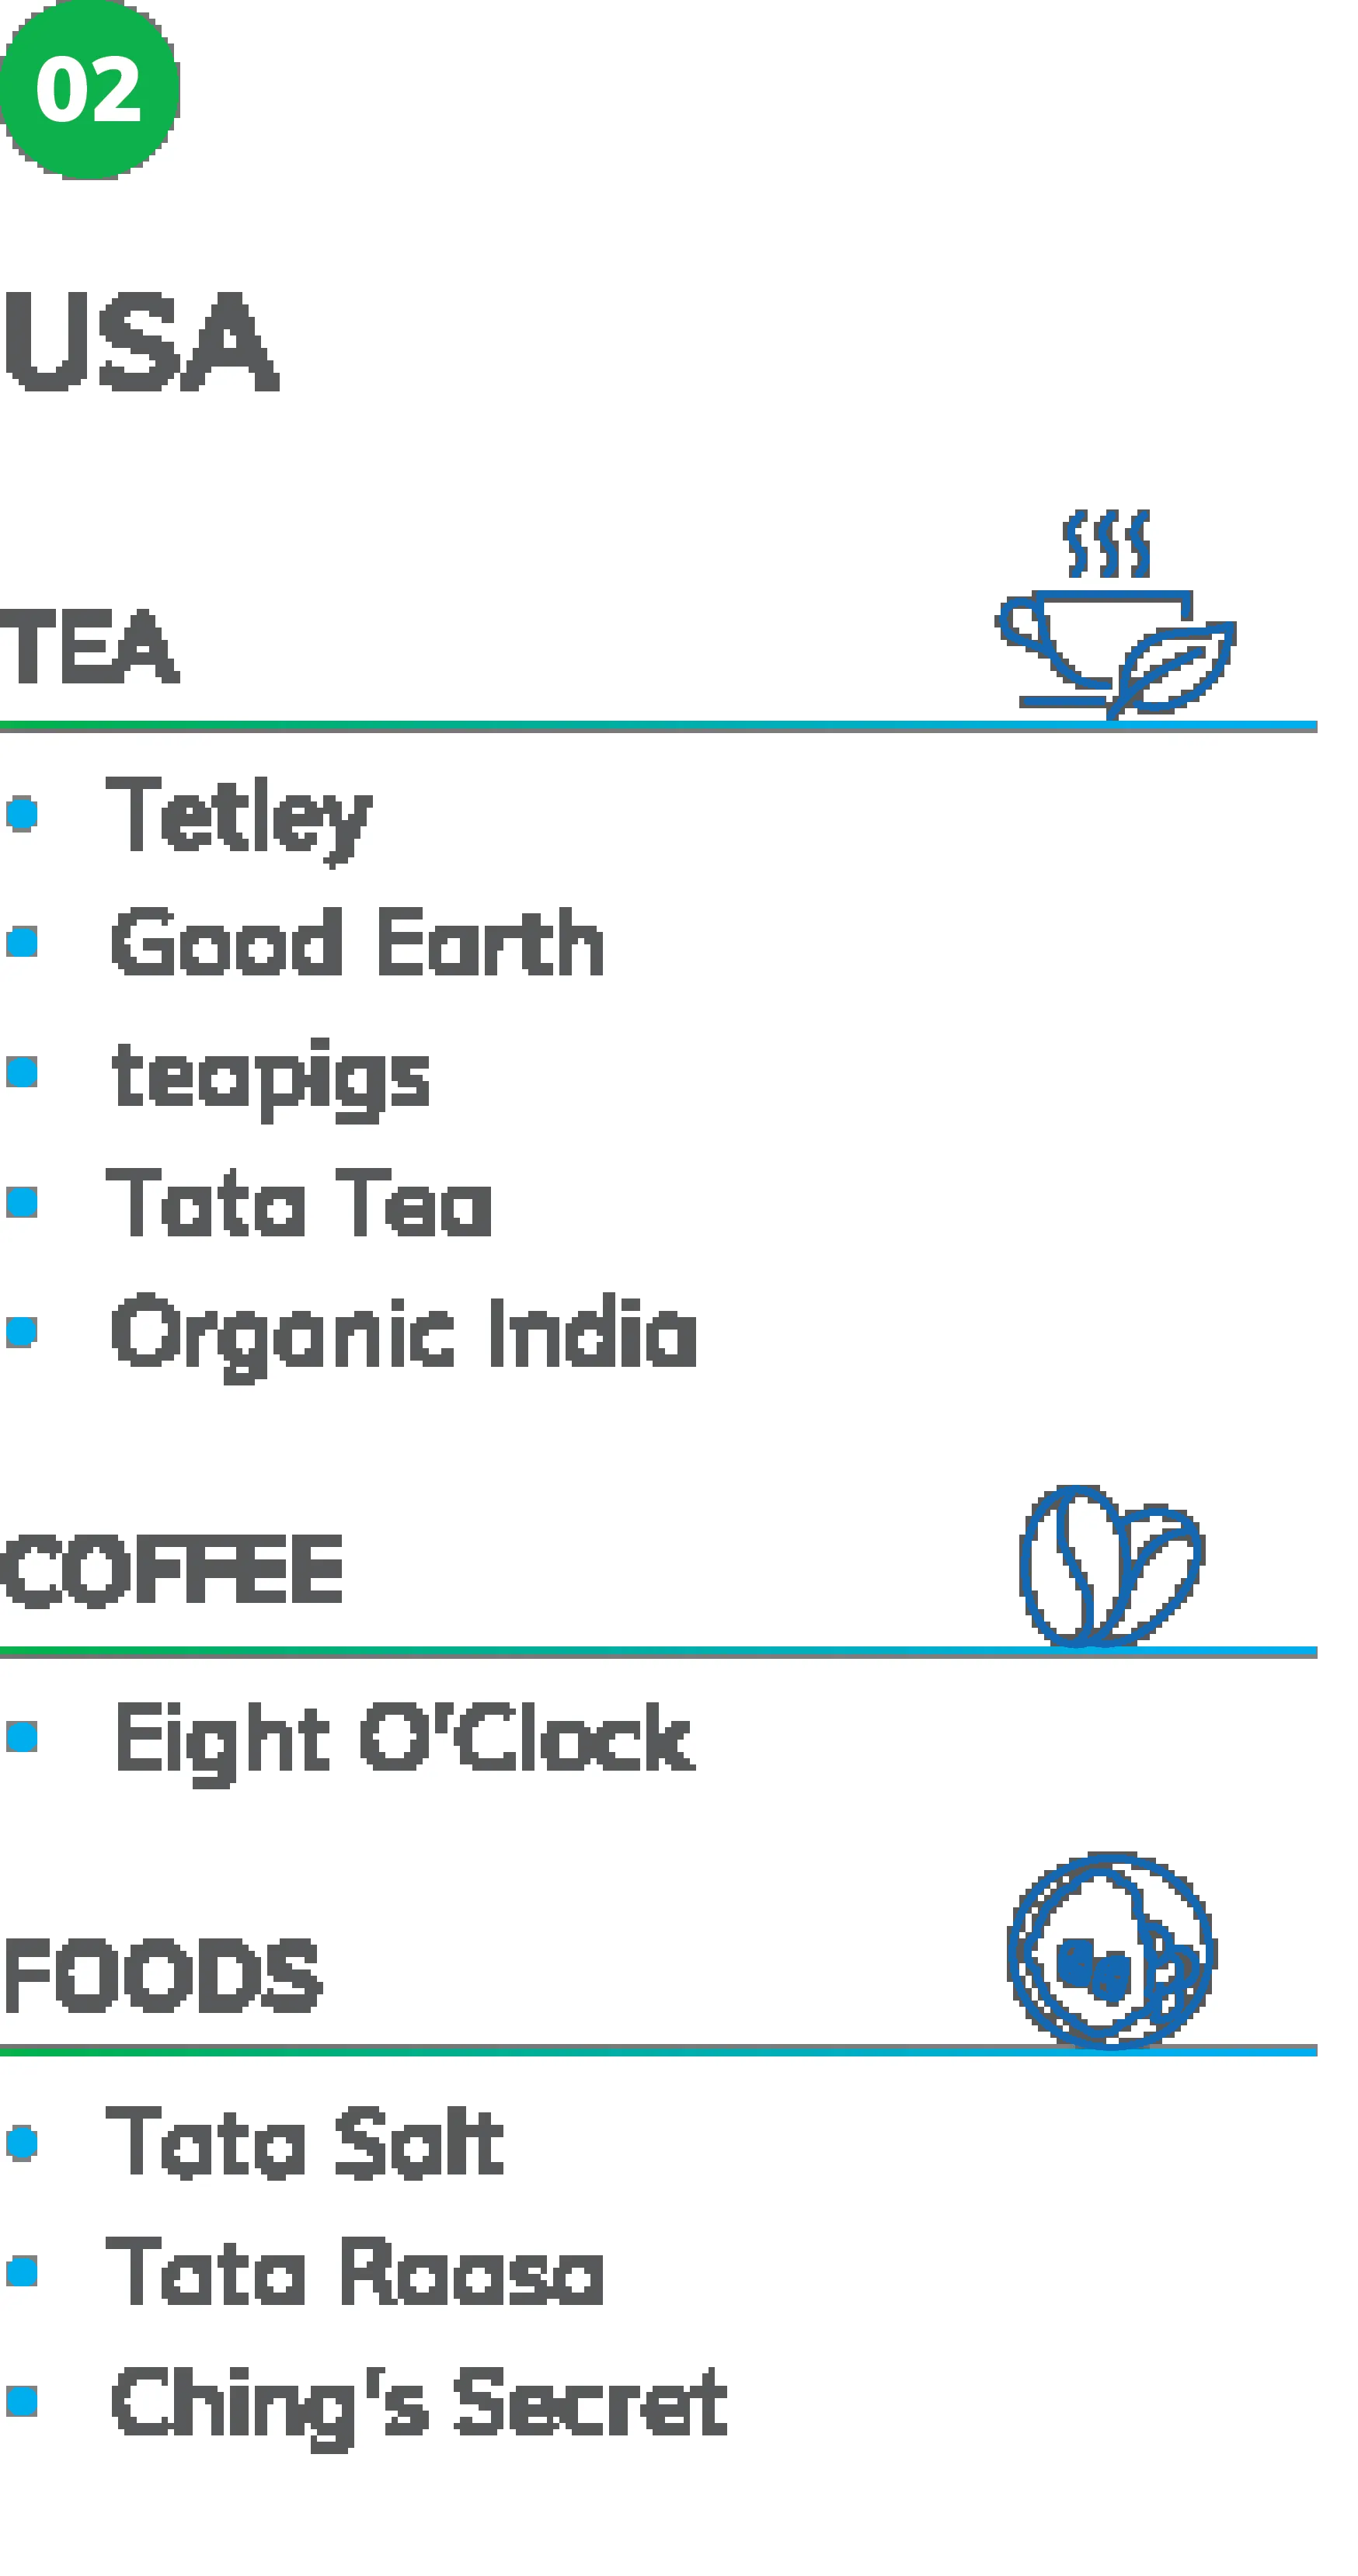 02
USA
TEA
• Tetley
• Good Earth
• teapigs
• Tata Tea
• Organic India
COFFEE
• Eight O'Clock
FOODS
• Tata Salt
• Tata Raasa
• Ching's Secret